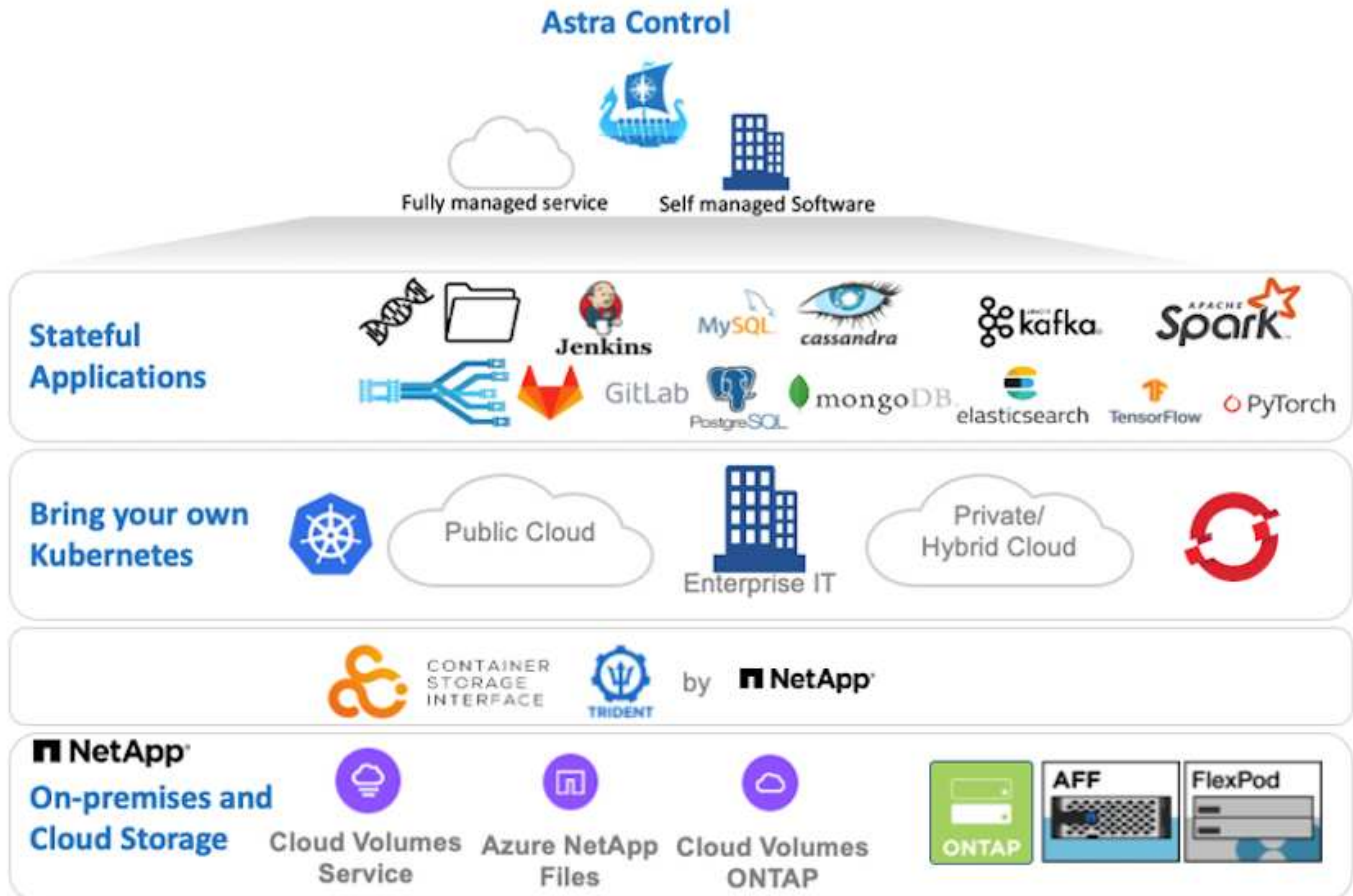 Astra Control
Fully managed service
Self managed Software
Stateful
Applications
Jenkins
MySQL
cassandra
kafka
APACHE
Spark
GitLab
PostgreSQL
mongoDB.
elasticsearch
TensorFlow
PyTorch
Bring your own
Kubernetes
Public Cloud
Enterprise IT
Private/
Hybrid Cloud
CONTAINER
STORAGE
INTERFACE
TRIDENT
by
NetApp
NetApp
On-premises and
Cloud Storage
Cloud Volumes
Service
Azure NetApp
Files
Cloud Volumes
ONTAP
ONTAP
AFF
FlexPod